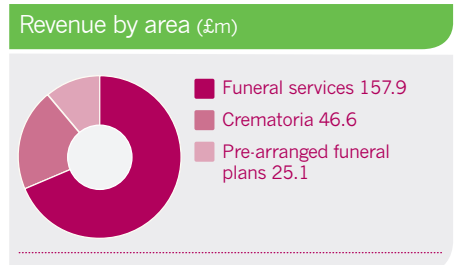 Revenue by area (£m)
Funeral services 157.9
Crematoria 46.6
Pre-arranged funeral
plans 25.1